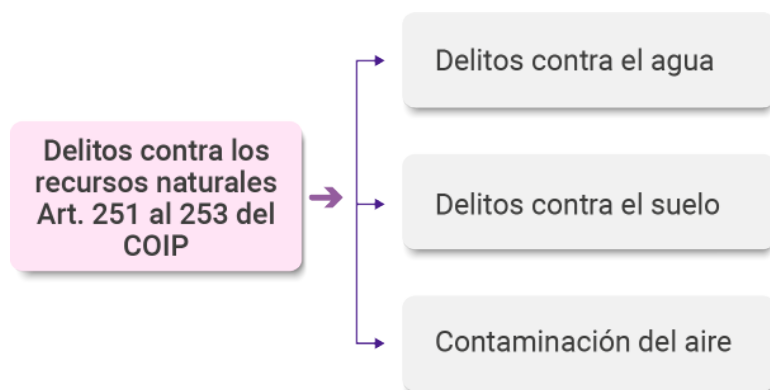 Delitos contra los
recursos naturales
Art. 251 al 253 del
COIP
Delitos contra el agua
Delitos contra el suelo
Contaminación del aire